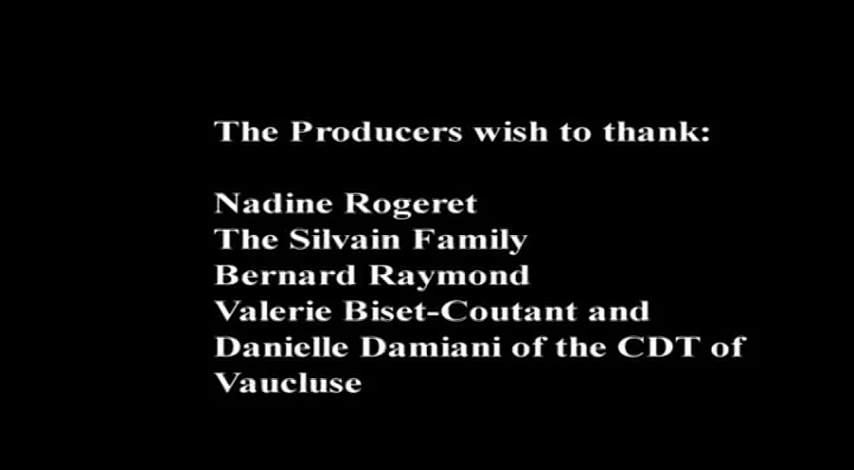 The Producers wish to thank:
Nadine Rogeret
The Silvain Family
Bernard Raymond
Valerie Biset-Coutant and
Danielle Damiani of the CDT of
Vaucluse